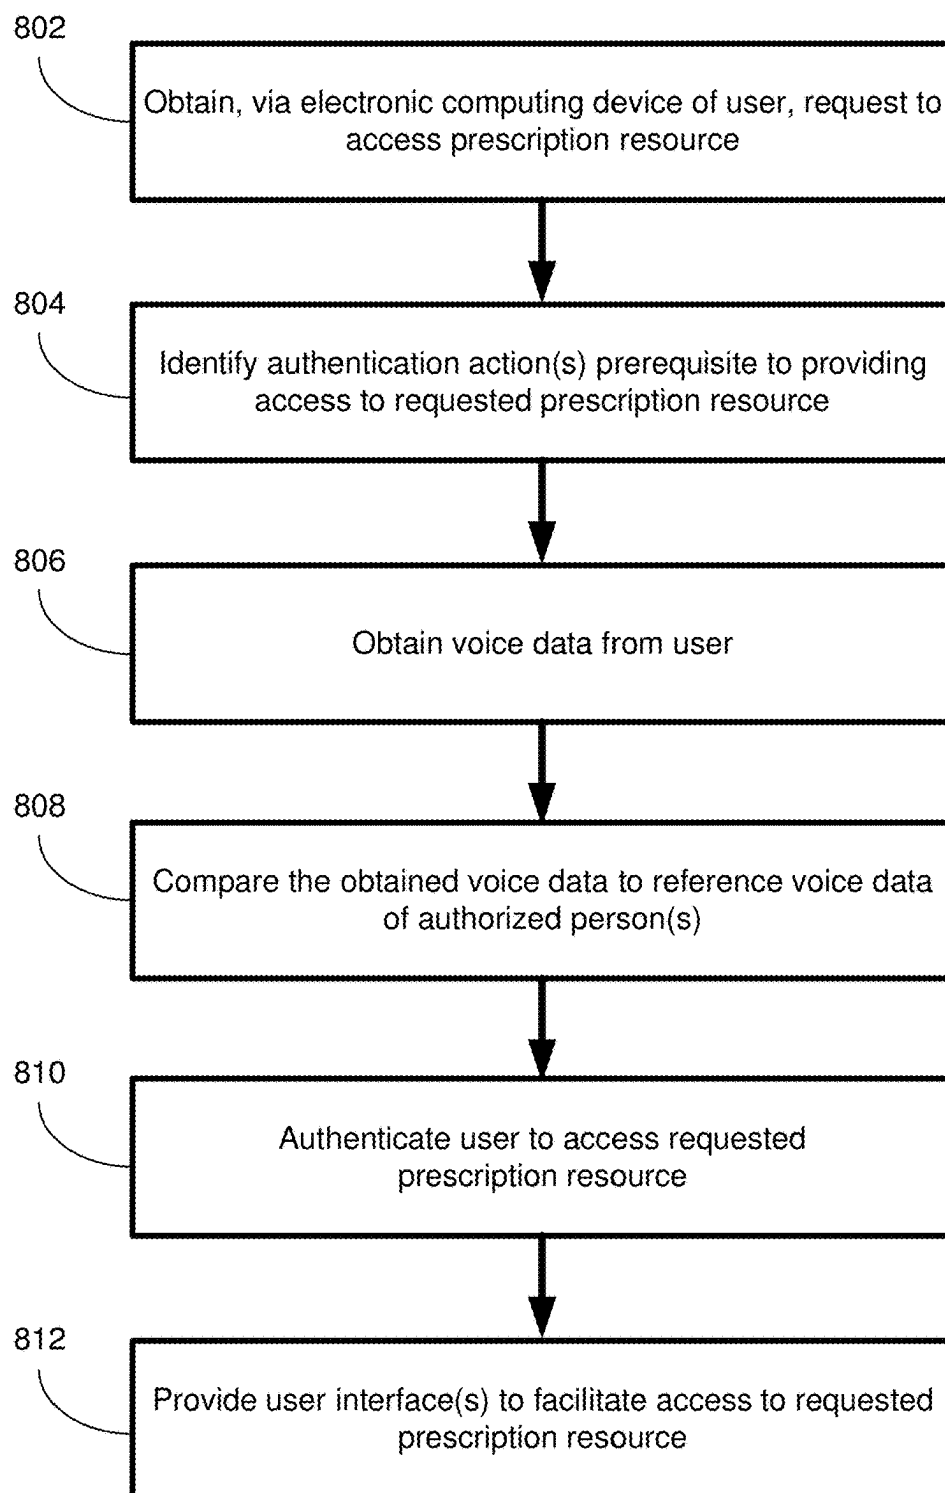 802
Obtain, via electronic computing device of user, request to
access prescription resource
804
Identify authentication action(s) prerequisite to providing
access to requested prescription resource
806
Obtain voice data from user
808
Compare the obtained voice data to reference voice data
of authorized person(s)
810
Authenticate user to access requested
prescription resource
812
Provide user interface(s) to facilitate access to requested
prescription resource